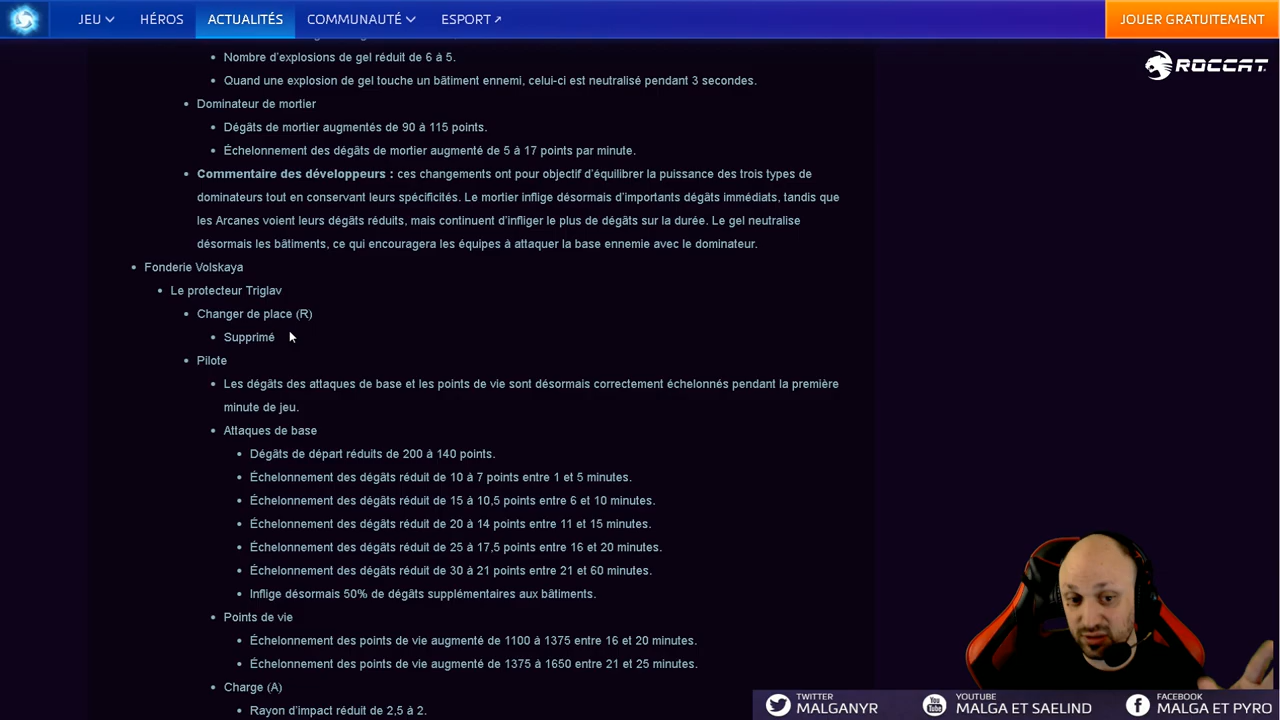 JEU HÉROS ACTUALITÉS COMMUNAUTÉ ESPORT JOUER GRATUITEMENT
Nombre d'explosions de gel réduit de 6 à 5.
ROCCAT
Quand une explosion de gel touche un bâtiment ennemi, celui-ci est neutralisé pendant 3 secondes.
Dominateur de mortier
Dégâts de mortier augmentés de 90 à 115 points.
Échelonnement des dégâts de mortier augmenté de 5 à 17 points par minute.
Commentaire des développeurs : ces changements ont pour objectif d'équilibrer la puissance des trois types de
dominateurs tout en conservant leurs spécificités. Le mortier inflige désormais d'importants dégâts immédiats, tandis que
les Arcanes voient leurs dégâts réduits, mais continuent d'infliger le plus de dégâts sur la durée. Le gel neutralise
désormais les bâtiments, ce qui encouragera les équipes à attaquer la base ennemie avec le dominateur.
Fonderie Volskaya
Le protecteur Triglav
Changer de place (R)
Supprimé
Pilote
Les dégâts des attaques de base et les points de vie sont désormais correctement échelonnés pendant la première
minute de jeu.
Attaques de base
Dégâts de départ réduits de 200 à 140 points.
Échelonnement des dégâts réduit de 10 à 7 points entre 1 et 5 minutes.
Échelonnement des dégâts réduit de 15 à 10,5 points entre 6 et 10 minutes.
Échelonnement des dégâts réduit de 20 à 14 points entre 11 et 15 minutes.
Échelonnement des dégâts réduit de 25 à 17,5 points entre 16 et 20 minutes.
Échelonnement des dégâts réduit de 30 à 21 points entre 21 et 60 minutes.
Inflige désormais 50% de dégâts supplémentaires aux bâtiments.
Points de vie
Échelonnement des points de vie augmenté de 1100 à 1375 entre 16 et 20 minutes.
Échelonnement des points de vie augmenté de 1375 à 1650 entre 21 et 25 minutes.
Charge (A)
Rayon d'impact réduit de 2,5 à 2.
TWITTER
MALGANYR
YOUTUBE
MALGA ET SAELIND
FACEBOOK
MALGA ET PYRO